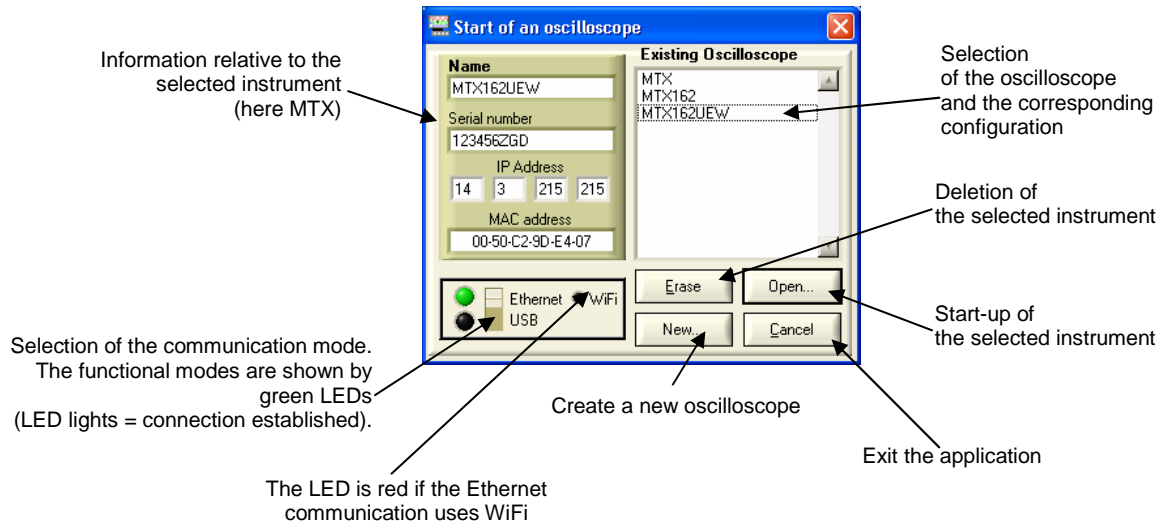 Start of an oscilloscope
Information relative to the
selected instrument
(here MTX)
Name
MTX162UEW
Serial number
123456ZGD
IP Address
14 3 215 215
MAC address
00-50-C2-9D-E4-07
Existing Oscilloscope
MTX
MTX162
MTX162UEW
Selection
of the oscilloscope
and the corresponding
configuration
Deletion of
the selected instrument
Ethernet WiFi
USB
Erase Open...
New... Cancel
Start-up of
the selected instrument
Selection of the communication mode.
The functional modes are shown by
green LEDs
(LED lights = connection established).
Create a new oscilloscope
Exit the application
The LED is red if the Ethernet
communication uses WiFi